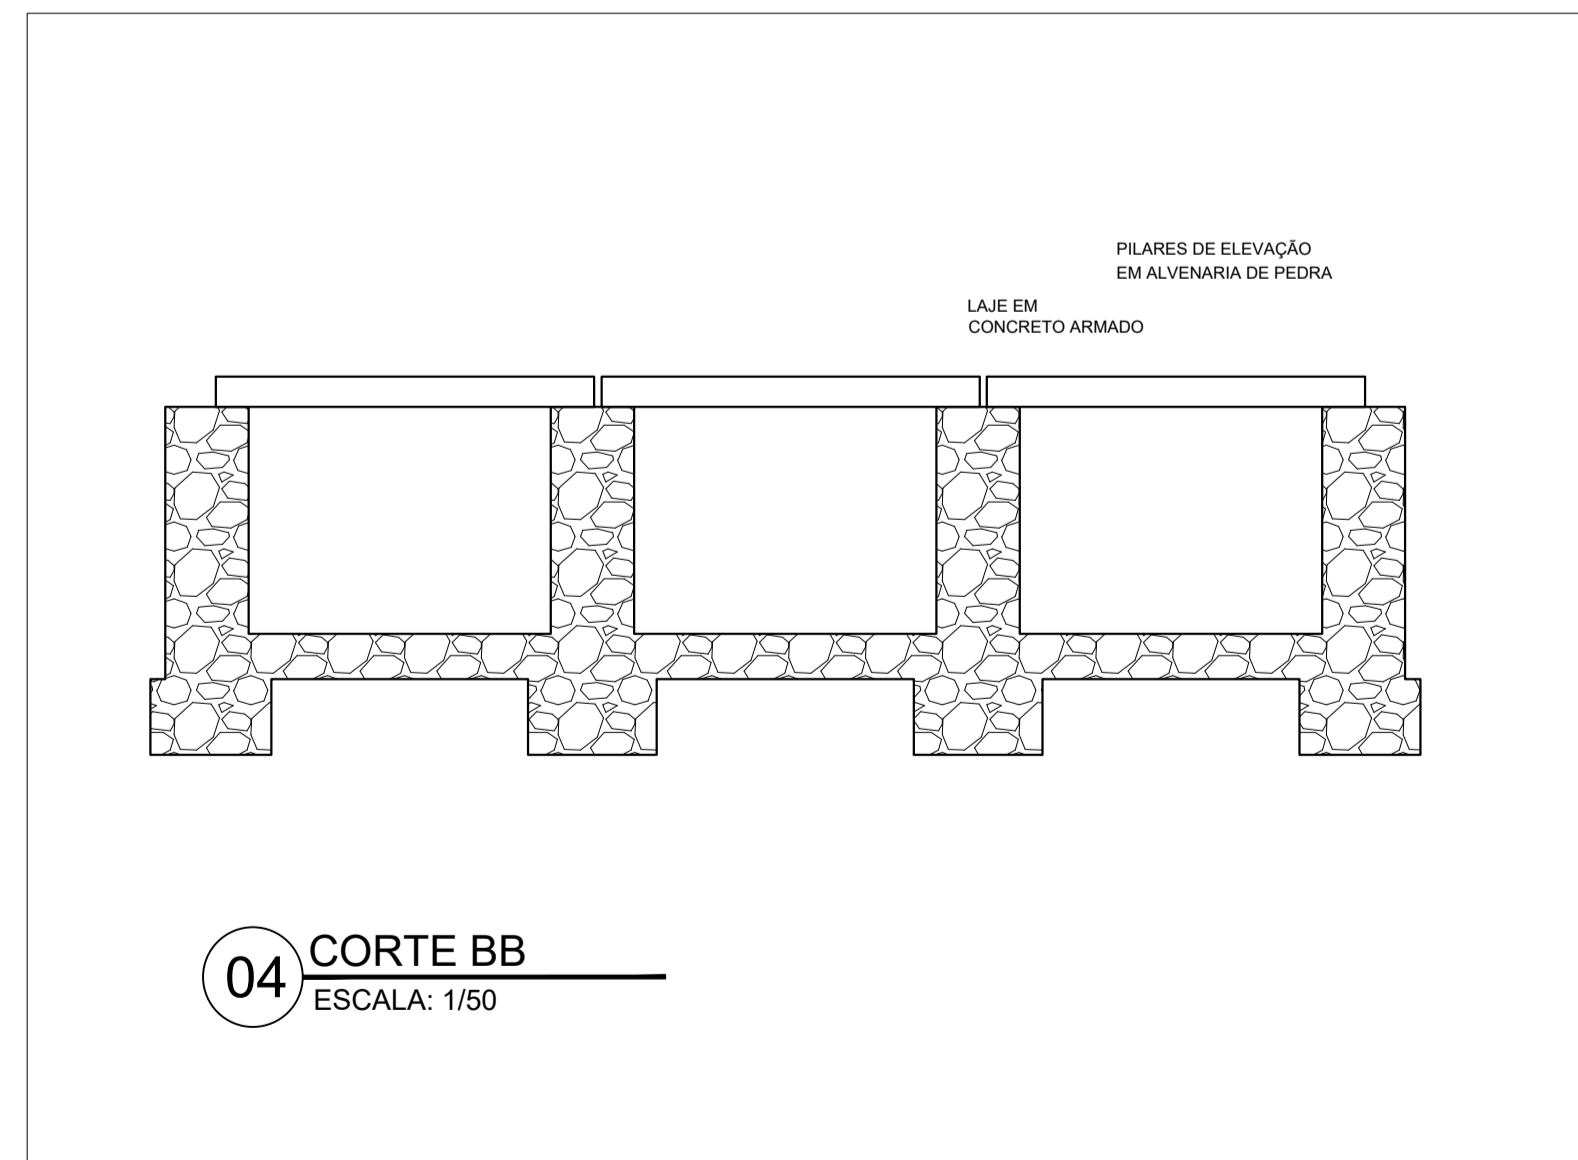 PILARES DE ELEVAÇÃO
EM ALVENARIA DE PEDRA
LAJE EM
CONCRETO ARMADO
04
CORTE BB
ESCALA: 1/50